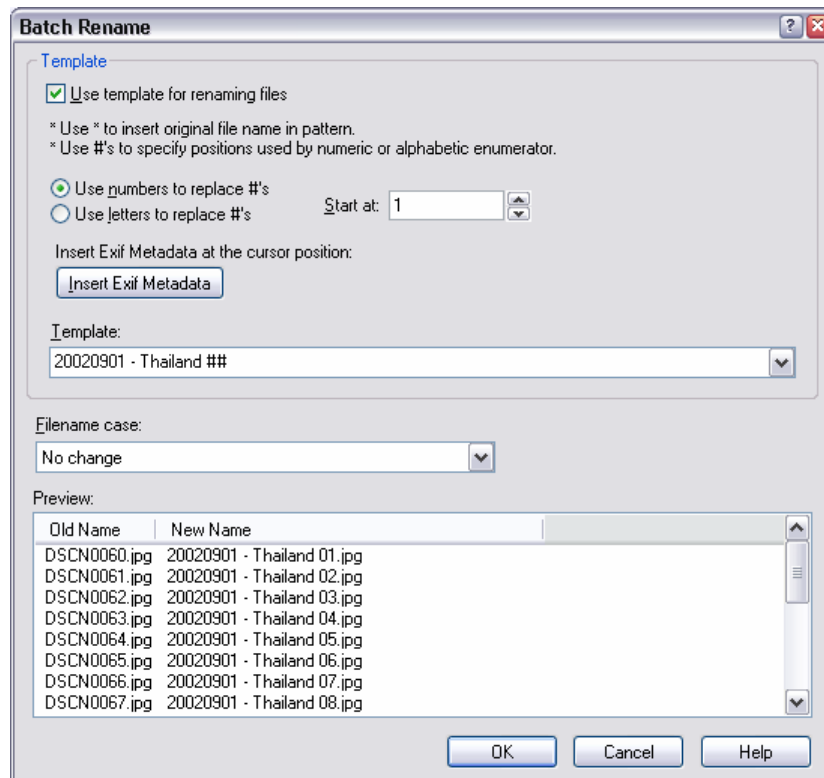 Batch Rename
Template
Use template for renaming files
* Use * to insert original file name in pattern.
* Use #'s to specify positions used by numeric or alphabetic enumerator.
Use numbers to replace #'s
Use letters to replace #'s
Start at: 1
Insert Exif Metadata at the cursor position:
Insert Exif Metadata
Template:
20020901 - Thailand ##
Filename case:
No change
Preview:
Old Name New Name
DSCN0060.jpg 20020901 - Thailand 01.jpg
DSCN0061.jpg 20020901 - Thailand 02.jpg
DSCN0062.jpg 20020901 - Thailand 03.jpg
DSCN0063.jpg 20020901 - Thailand 04.jpg
DSCN0064.jpg 20020901 - Thailand 05.jpg
DSCN0065.jpg 20020901 - Thailand 06.jpg
DSCN0066.jpg 20020901 - Thailand 07.jpg
DSCN0067.jpg 20020901 - Thailand 08.jpg
OK Cancel Help